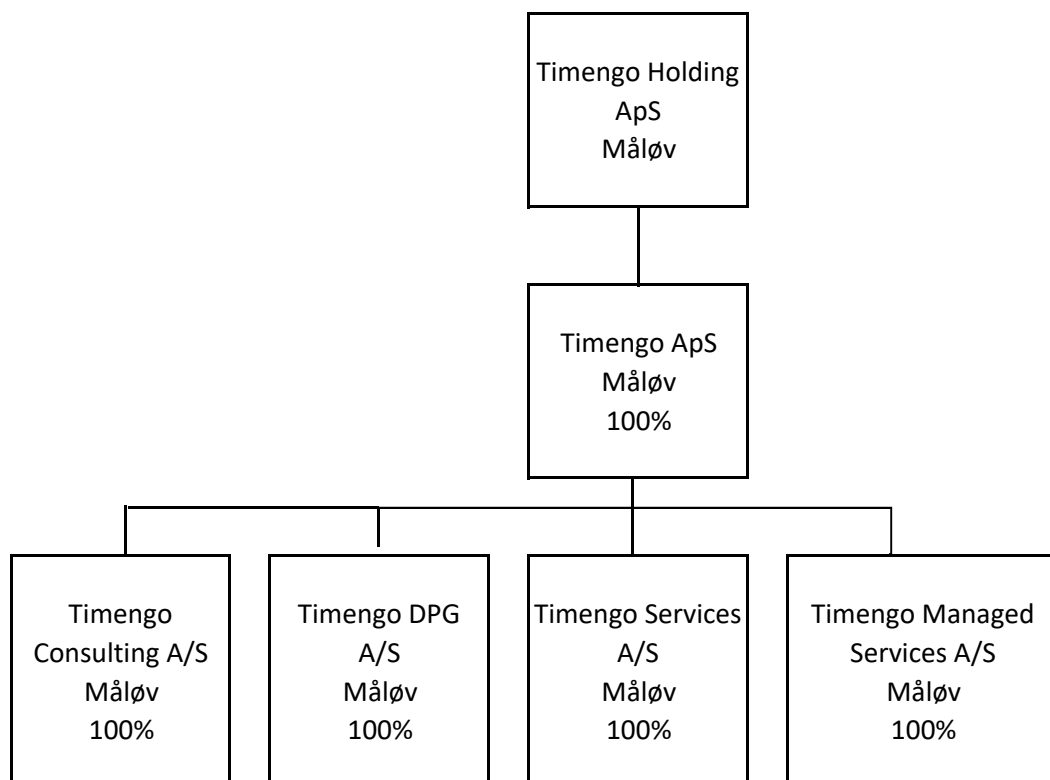 Timengo Holding
ApS
Måløv
Timengo ApS
Måløv
100%
Timengo
Consulting A/S
Måløv
100%
Timengo DPG
A/S
Måløv
100%
Timengo Services
A/S
Måløv
100%
Timengo Managed
Services A/S
Måløv
100%